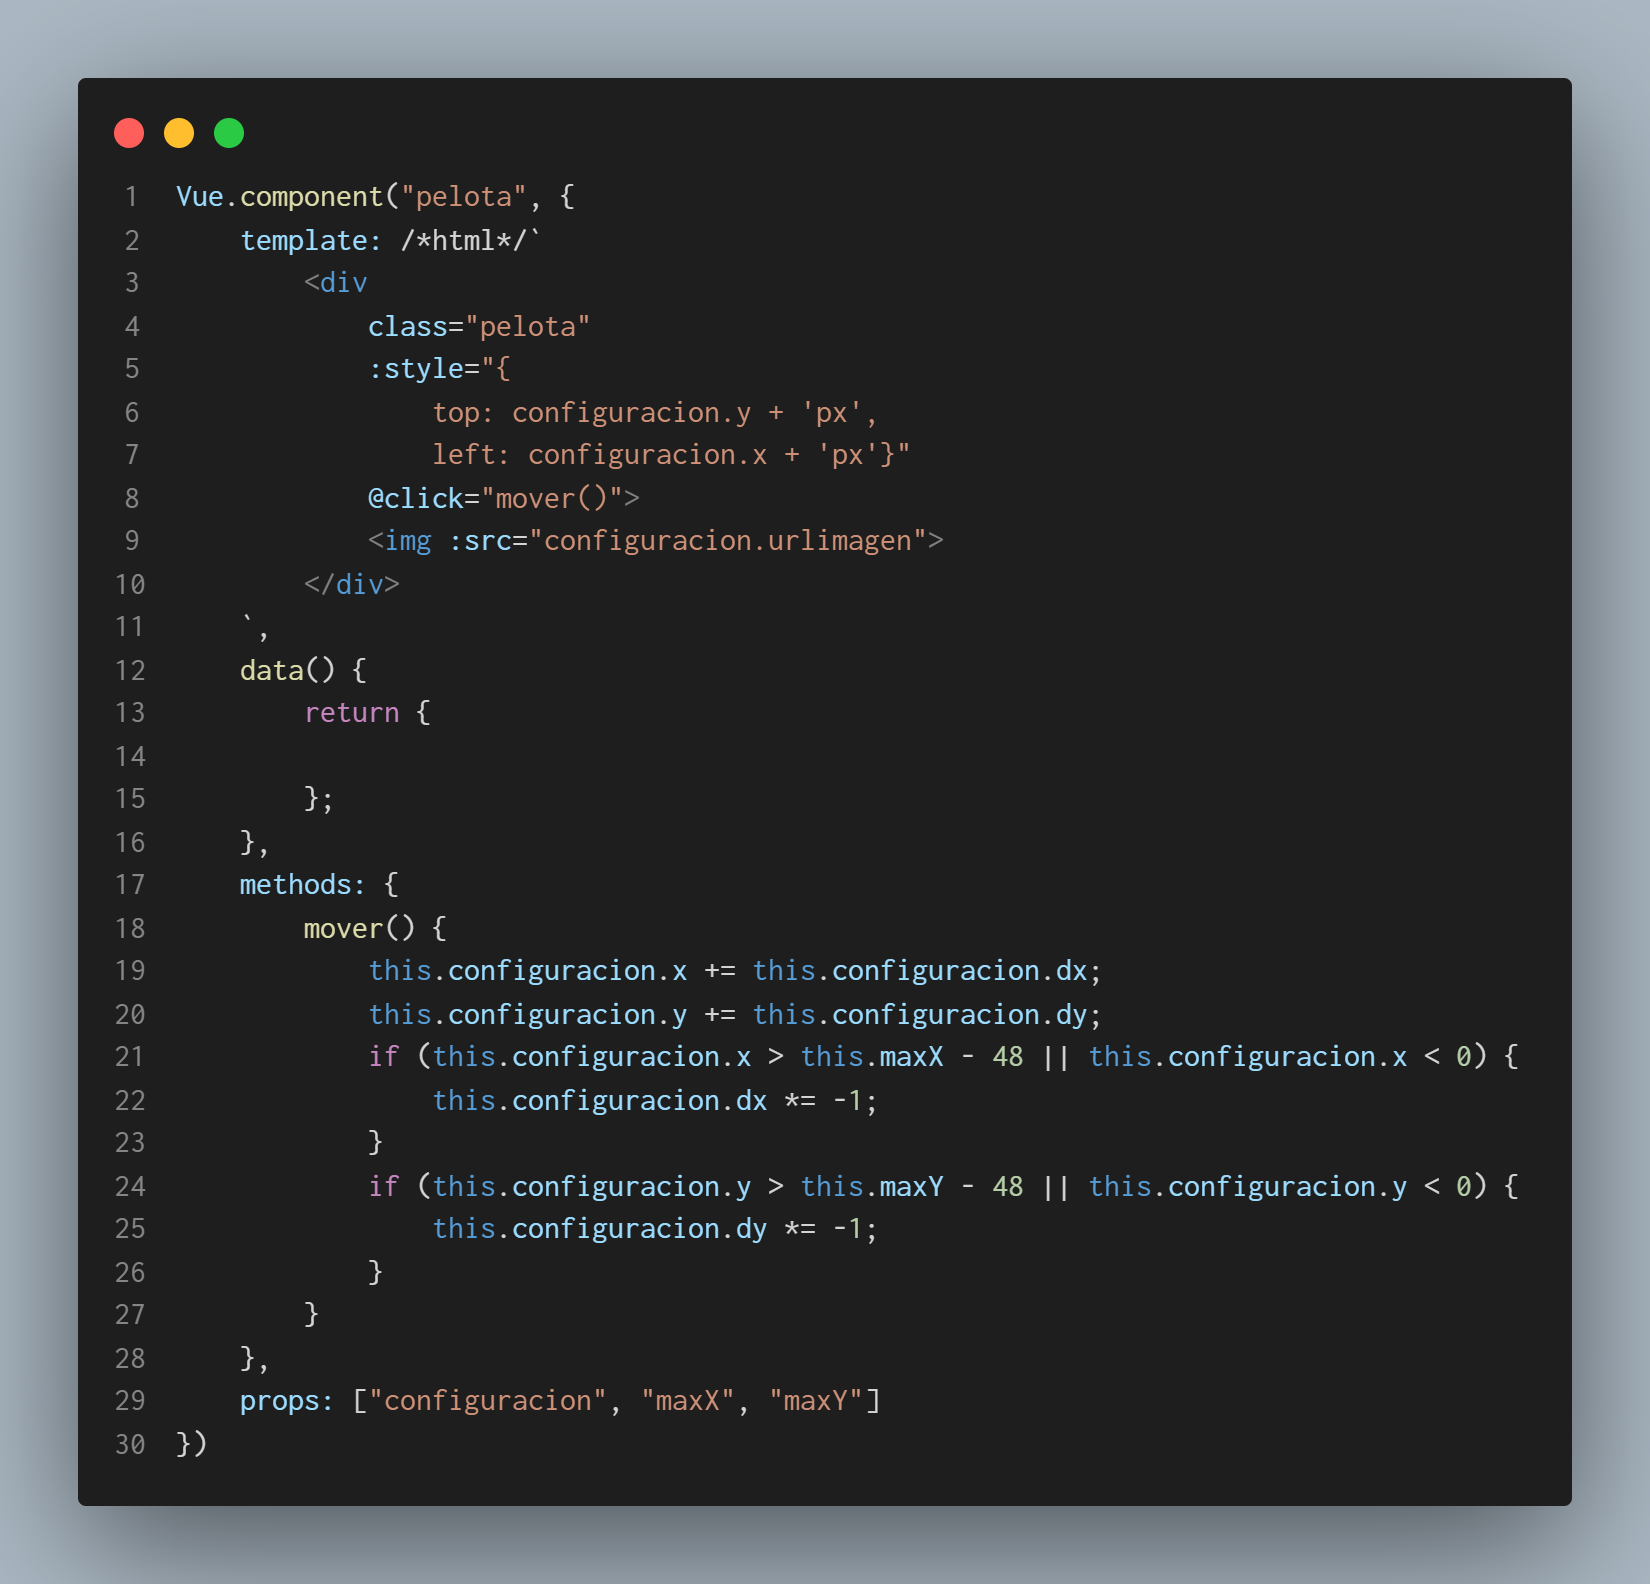 1 Vue.component("pelota", {
2     template: /*html*/`
3         <div
4             class="pelota"
5             :style="{
6                 top: configuracion.y + 'px',
7                 left: configuracion.x + 'px'}"
8             @click="mover()">
9             <img :src="configuracion.urlimagen">
10         </div>
11     `,
12     data() {
13         return {
14
15         };
16     },
17     methods: {
18         mover() {
19             this.configuracion.x += this.configuracion.dx;
20             this.configuracion.y += this.configuracion.dy;
21             if (this.configuracion.x > this.maxX - 48 || this.configuracion.x < 0) {
22                 this.configuracion.dx *= -1;
23             }
24             if (this.configuracion.y > this.maxY - 48 || this.configuracion.y < 0) {
25                 this.configuracion.dy *= -1;
26             }
27         }
28     },
29     props: ["configuracion", "maxX", "maxY"]
30 })